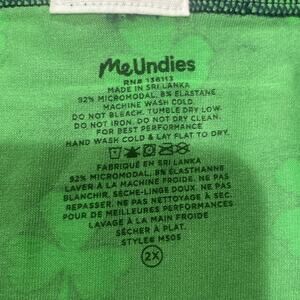 MeUndies
RN# 136113
MADE IN SRI LANKA
92% MICROMODAL, 8% ELASTANE
MACHINE WASH COLD.
DO NOT BLEACH. TUMBLE DRY LOW.
DO NOT IRON. DO NOT DRY CLEAN.
FOR BEST PERFORMANCE
HAND WASH COLD & LAY FLAT TO DRY.
FABRIQUÉ EN SRI LANKA
92% MICROMODAL, 8% ÉLASTHANNE
LAVER À LA MACHINE FROIDE. NE PAS
BLANCHIR. SÈCHE-LINGE DOUX. NE PAS
REPASSER. NE PAS NETTOYAGE À SEC.
POUR DE MEILLEURES PERFORMANCES
LAVAGE À LA MAIN FROIDE
SÉCHER À PLAT.
STYLE# M505
2X